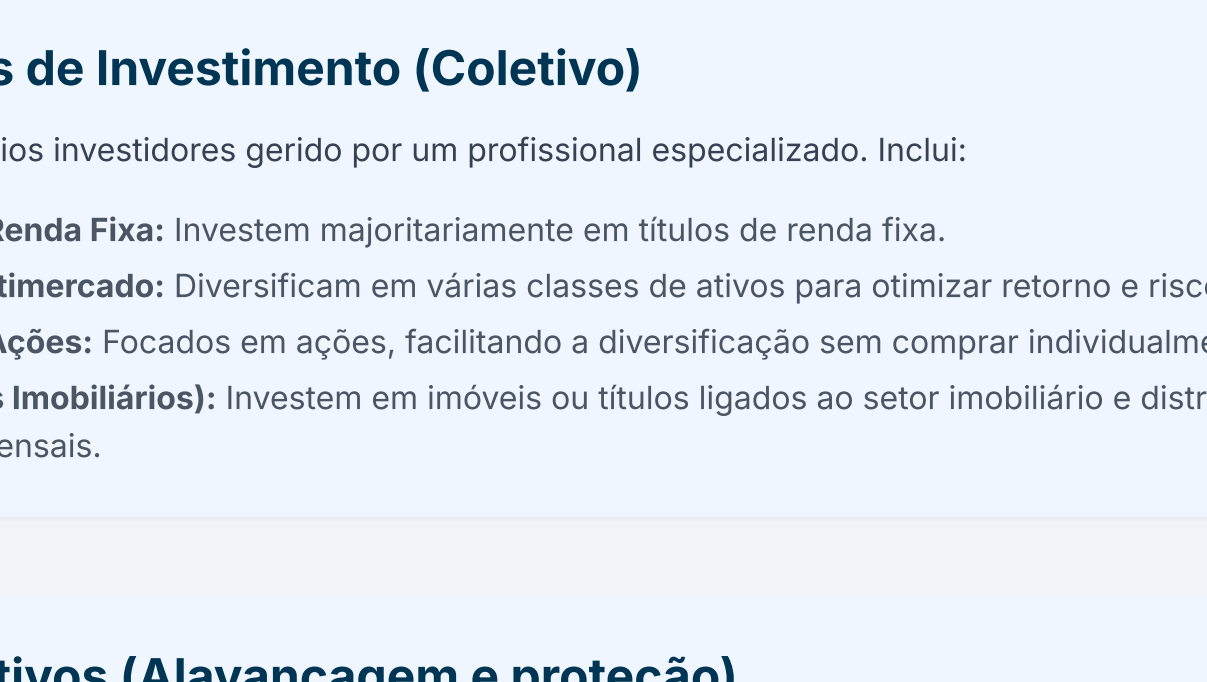 s de Investimento (Coletivo)
ios investidores gerido por um profissional especializado. Inclui:
Renda Fixa: Investem majoritariamente em títulos de renda fixa.
timercado: Diversificam em várias classes de ativos para otimizar retorno e risc
Ações: Focados em ações, facilitando a diversificação sem comprar individualme
s Imobiliários): Investem em imóveis ou títulos ligados ao setor imobiliário e distr
ensais.
tivos (Alavancagem e proteção)